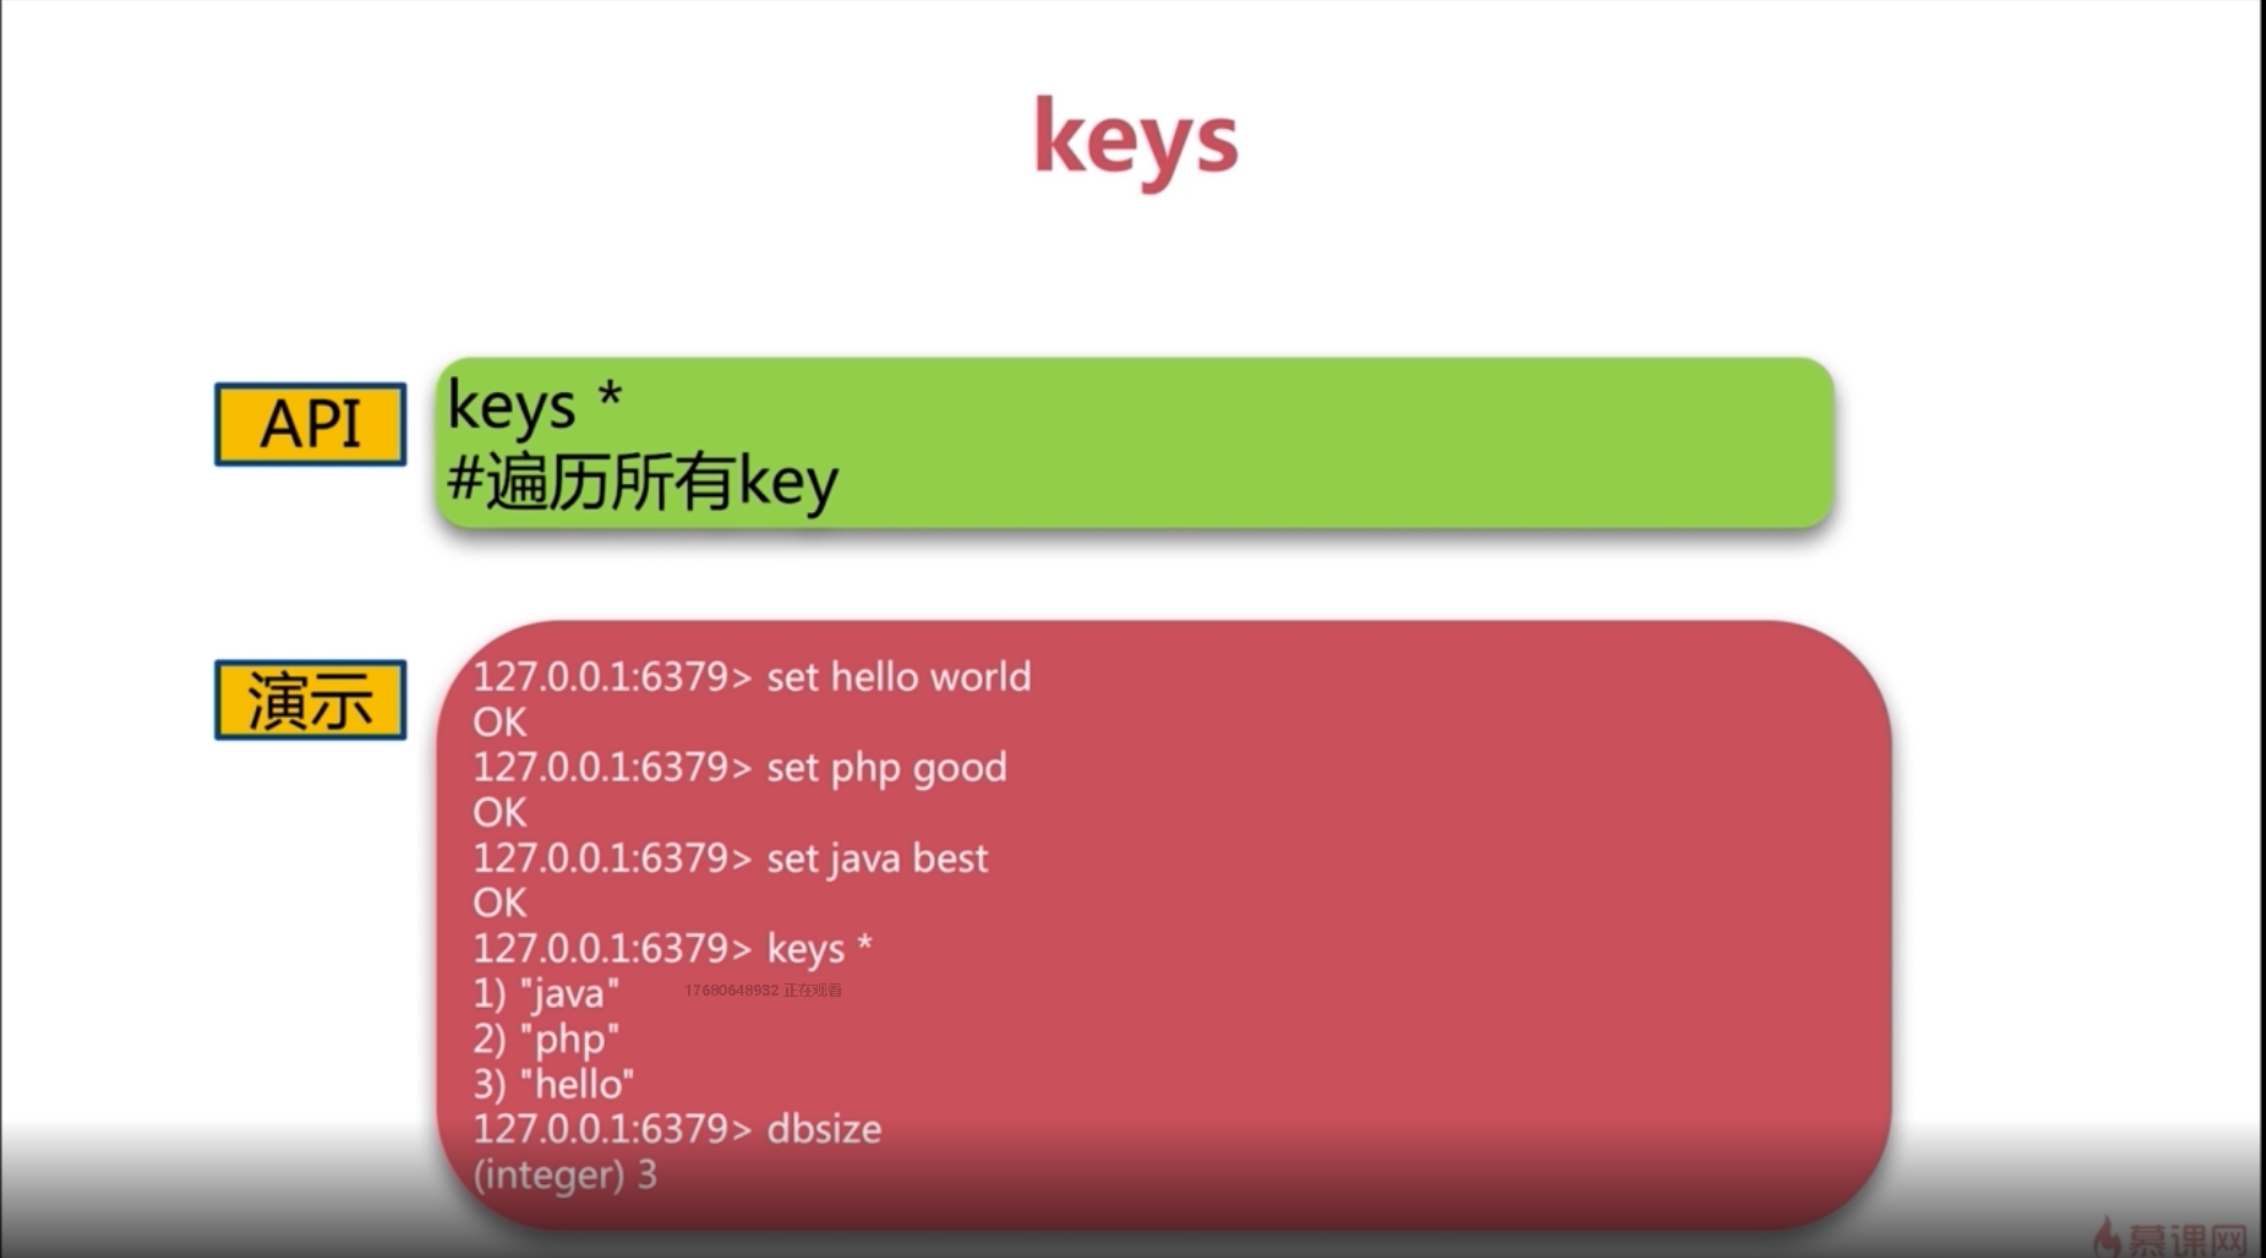 keys
API
keys *
#遍历所有key
演示
127.0.0.1:6379> set hello world
OK
127.0.0.1:6379> set php good
OK
127.0.0.1:6379> set java best
OK
127.0.0.1:6379> keys *
1) "java"
17680648932 正在观看
2) "php"
3) "hello"
127.0.0.1:6379> dbsize
(integer) 3
慕课网